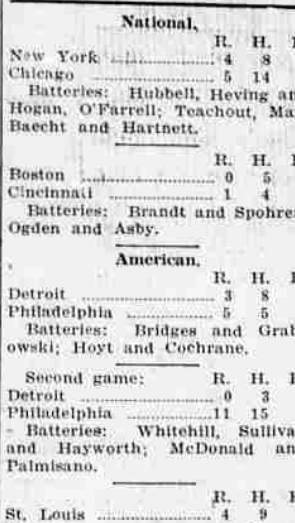 National.
R. H.
New York ............... 4 8
Chicago ............... 5 14
Batteries: Hubbell, Heving an
Hogan, O'Farrell; Teachout, Ma
Baecht and Hartnett.
R. H.
Boston ............... 0 5
Cincinnati ............... 1 4
Batteries: Brandt and Spohre
Ogden and Asby.
American.
R. H.
Detroit ............... 3 8
Philadelphia ............... 5 5
Batteries: Bridges and Grab
owski; Hoyt and Cochrane.
Second game: R. H.
Detroit ............... 0 3
Philadelphia ............... 11 15
Batteries: Whitehill, Sulliva
and Hayworth; McDonald an
Palmisano.
R. H.
St. Louis ............... 4 9